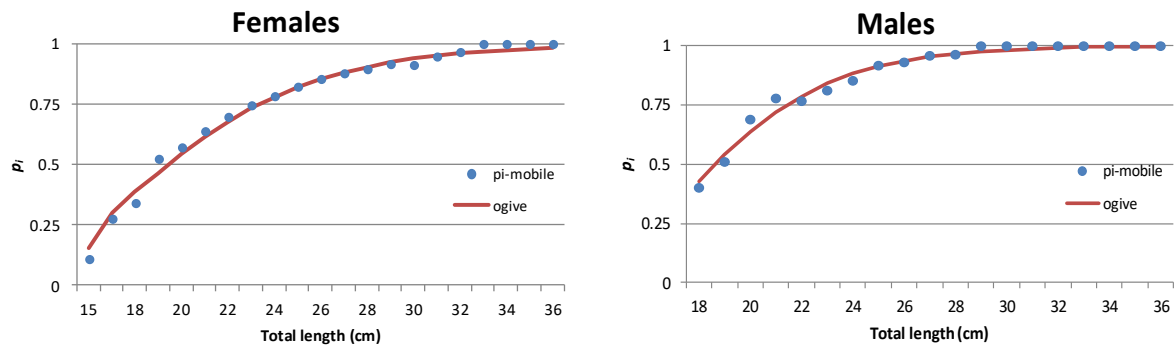 Females
1
0.75
0.5
0.25
0
pi
15 18 20 22 24 26 28 30 32 34 36
Total length (cm)
pi-mobile
ogive
Males
1
0.75
0.5
0.25
0
pi
18 20 22 24 26 28 30 32 34 36
Total length (cm)
pi-mobile
ogive